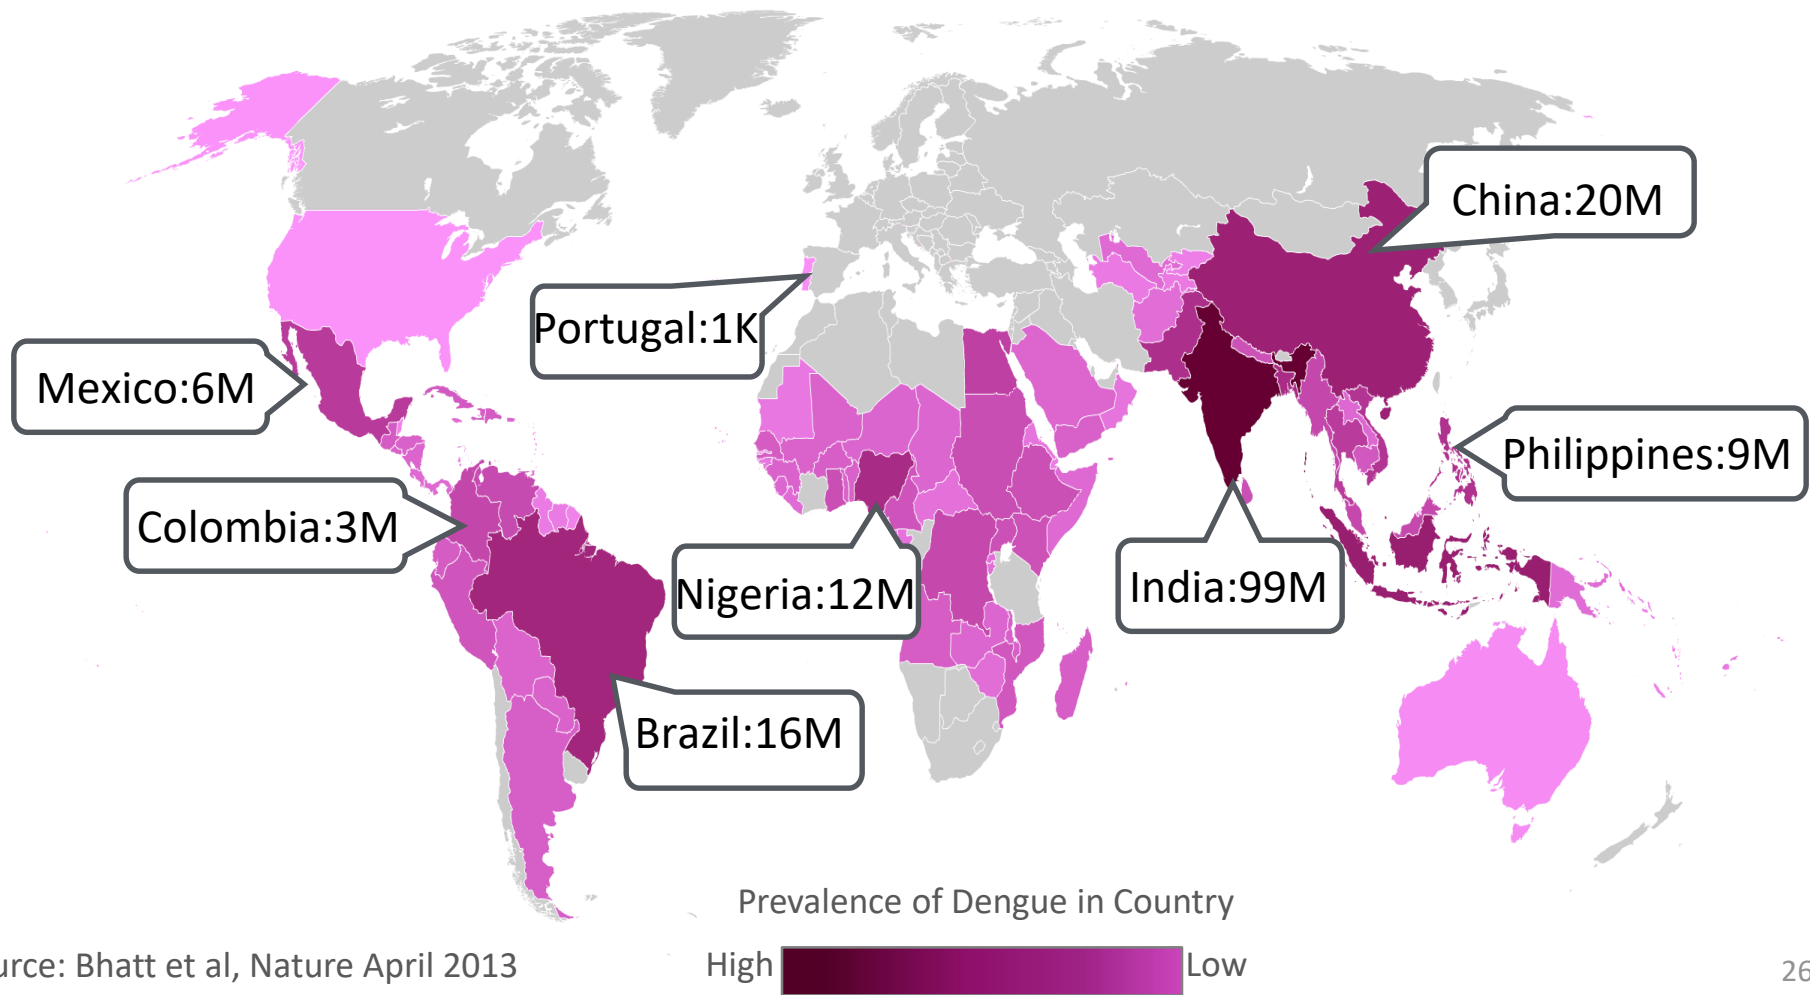 China:20M
Portugal:1K
Mexico:6M
Philippines:9M
Colombia:3M
Nigeria:12M
India:99M
Brazil:16M
Prevalence of Dengue in Country
High
Low
urce: Bhatt et al, Nature April 2013
26